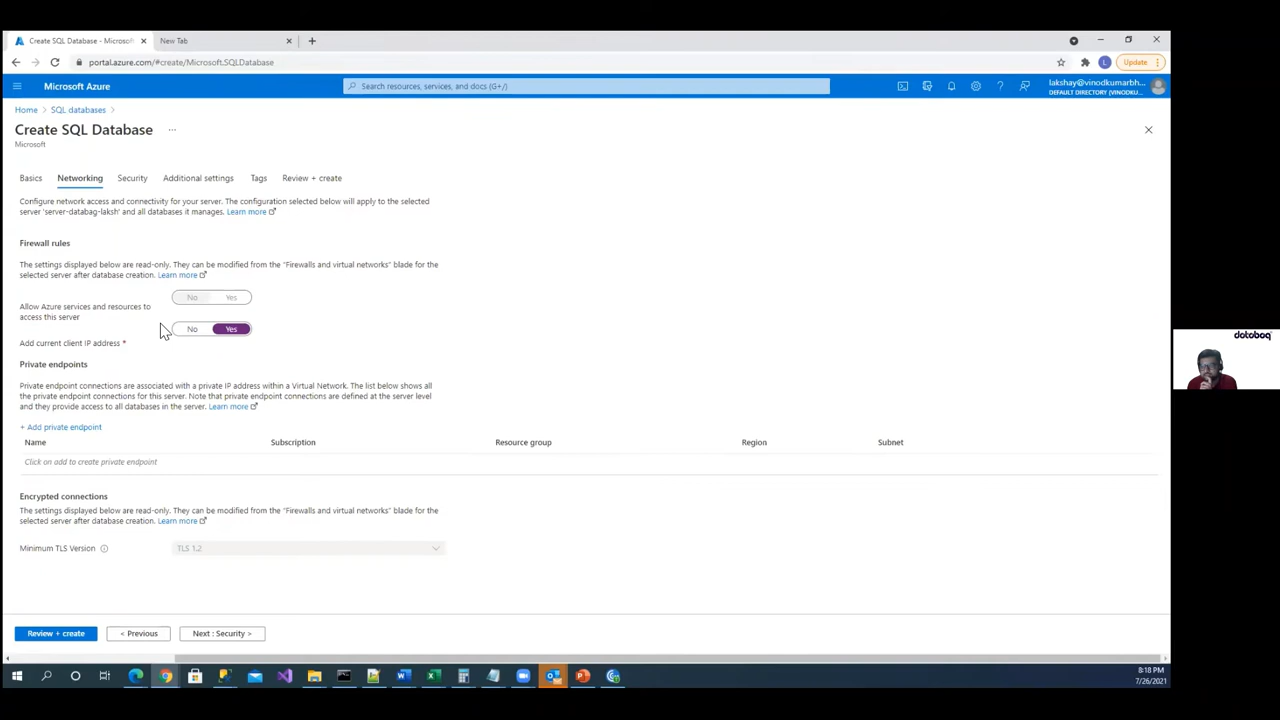 Create SQL Database - Microsof
New Tab
portal.azure.com/#create/Microsoft.SQLDatabase
Update
Microsoft Azure
Search resources, services, and docs (G+/)
lakshay@vinodkumarbh...
DEFAULT DIRECTORY (VINODKU...
Home > SQL databases >
Create SQL Database ...
Microsoft
Basics Networking Security Additional settings Tags Review + create
Configure network access and connectivity for your server. The configuration selected below will apply to the selected
server 'server-databag-laksh' and all databases it manages. Learn more
Firewall rules
The settings displayed below are read-only. They can be modified from the "Firewalls and virtual networks" blade for the
selected server after database creation. Learn more
Allow Azure services and resources to
access this server
No Yes
No Yes
Add current client IP address *
Private endpoints
Private endpoint connections are associated with a private IP address within a Virtual Network. The list below shows all
the private endpoint connections for this server. Note that private endpoint connections are defined at the server level
and they provide access to all databases in the server. Learn more
+ Add private endpoint
Name Subscription Resource group Region Subnet
Click on add to create private endpoint
Encrypted connections
The settings displayed below are read-only. They can be modified from the "Firewalls and virtual networks" blade for the
selected server after database creation. Learn more
Minimum TLS Version TLS 1.2
Review + create < Previous Next : Security >
8:18 PM
7/26/2021
databag